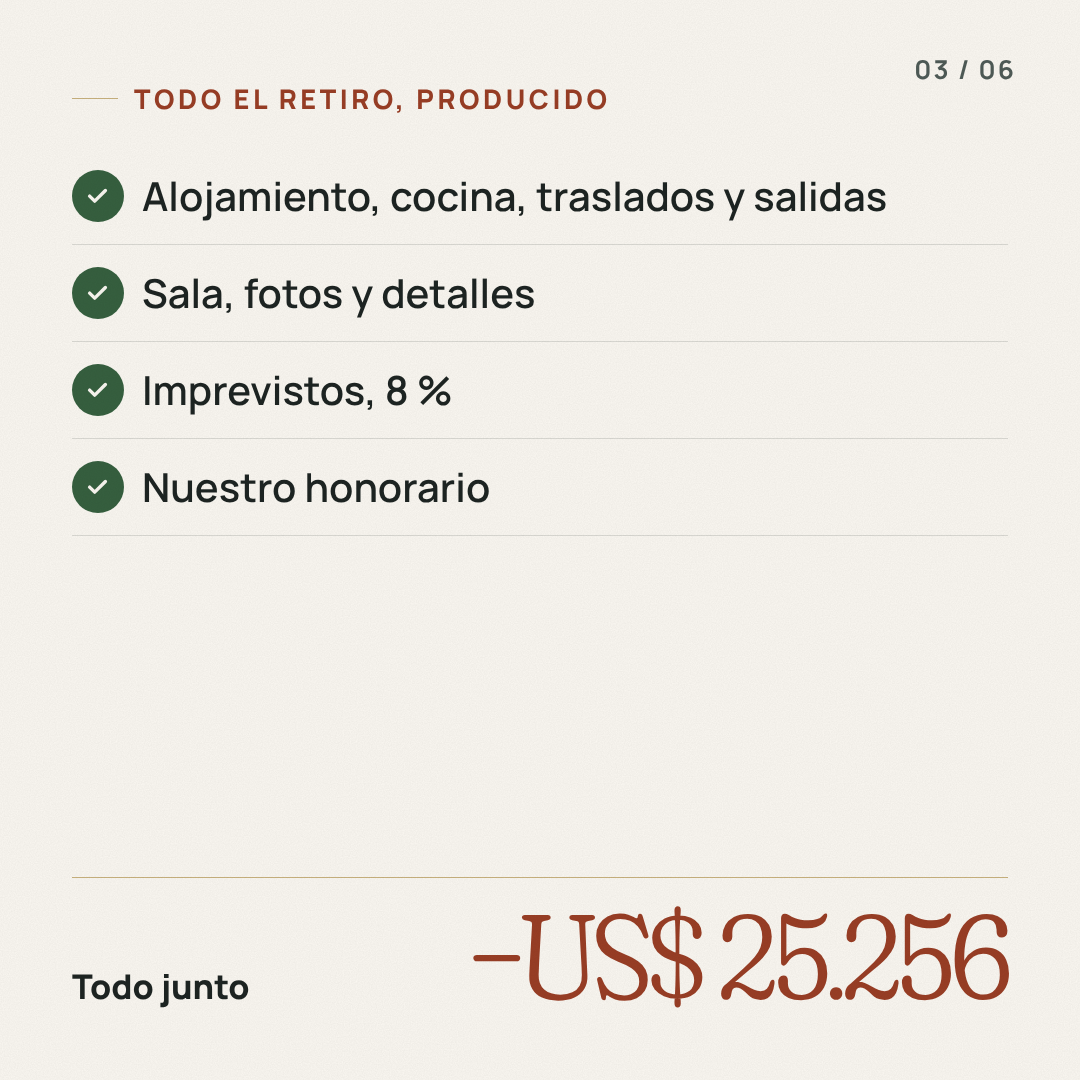 03 / 06
TODO EL RETIRO, PRODUCIDO
Alojamiento, cocina, traslados y salidas
Sala, fotos y detalles
Imprevistos, 8 %
Nuestro honorario
Todo junto
–US$ 25.256